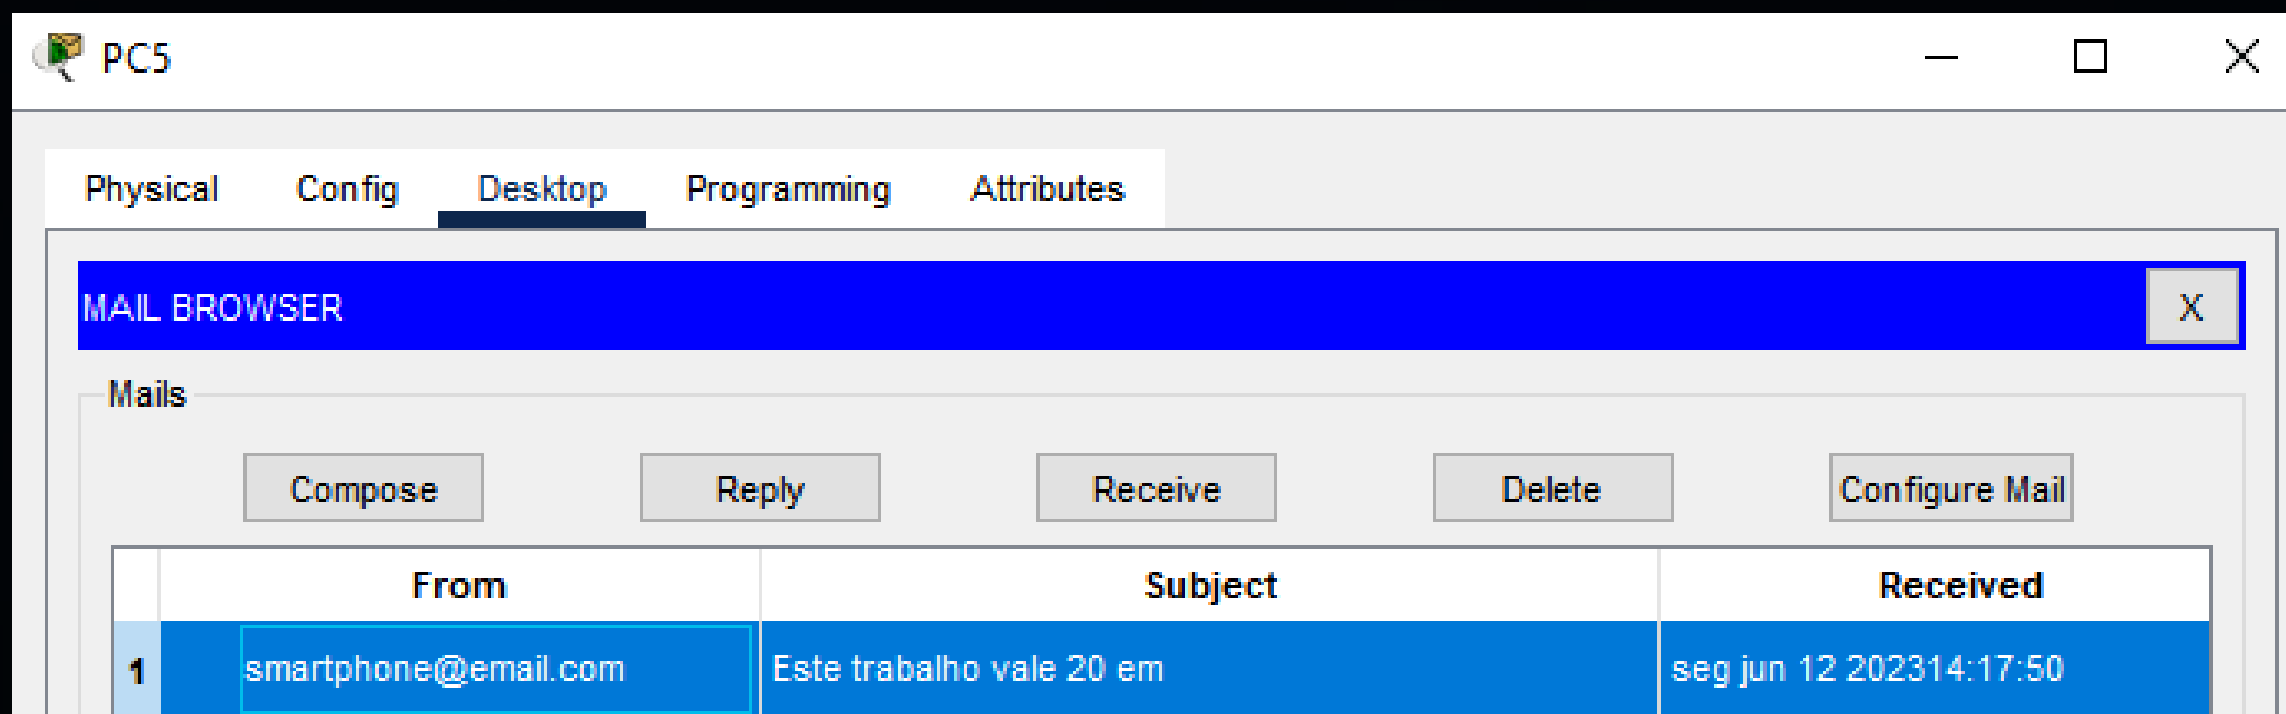 PC5
Physical Config Desktop Programming Attributes
MAIL BROWSER X
Mails
Compose Reply Receive Delete Configure Mail
From Subject Received
1 smartphone@email.com Este trabalho vale 20 em seg jun 12 202314:17:50